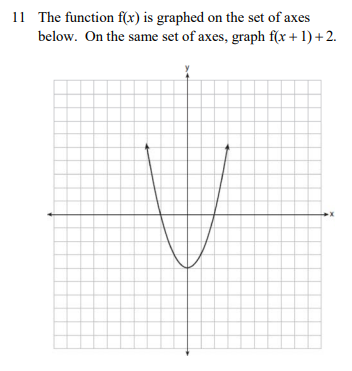 11 The function f(x) is graphed on the set of axes
below. On the same set of axes, graph f(x + 1) + 2.
y
x